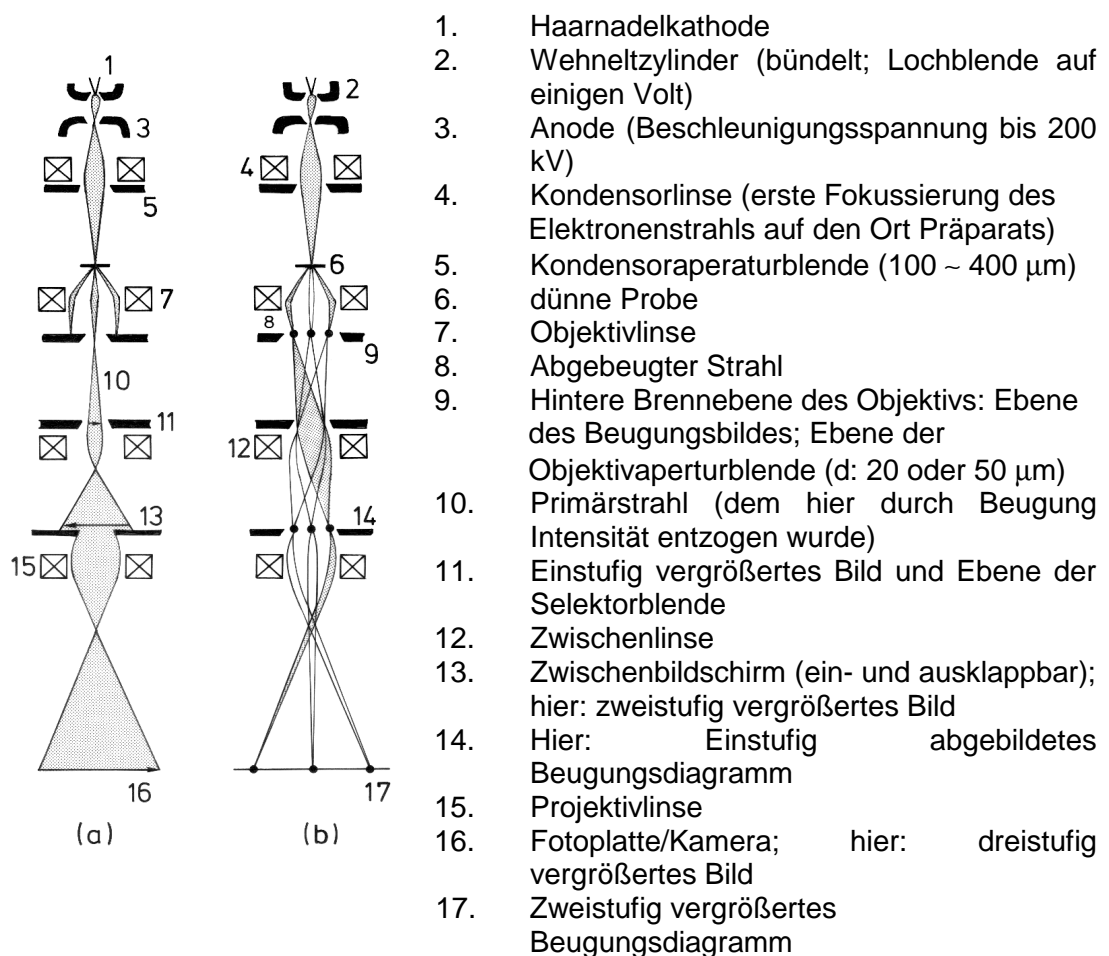 1
2
3
4
5
6
7
8
9
10
11
12
13
14
15
16
17
(a)
(b)
1. Haarnadelkathode
2. Wehneltzylinder (bündelt; Lochblende auf
einigen Volt)
3. Anode (Beschleunigungsspannung bis 200
kV)
4. Kondensorlinse (erste Fokussierung des
Elektronenstrahls auf den Ort Präparats)
5. Kondensoraperaturblende (100 ~ 400 μm)
6. dünne Probe
7. Objektivlinse
8. Abgebeugter Strahl
9. Hintere Brennebene des Objektivs: Ebene
des Beugungsbildes; Ebene der
Objektivaperturblende (d: 20 oder 50 μm)
10. Primärstrahl (dem hier durch Beugung
Intensität entzogen wurde)
11. Einstufig vergrößertes Bild und Ebene der
Selektorblende
12. Zwischenlinse
13. Zwischenbildschirm (ein- und ausklappbar);
hier: zweistufig vergrößertes Bild
14. Hier: Einstufig abgebildetes
Beugungsdiagramm
15. Projektivlinse
16. Fotoplatte/Kamera; hier: dreistufig
vergrößertes Bild
17. Zweistufig vergrößertes
Beugungsdiagramm